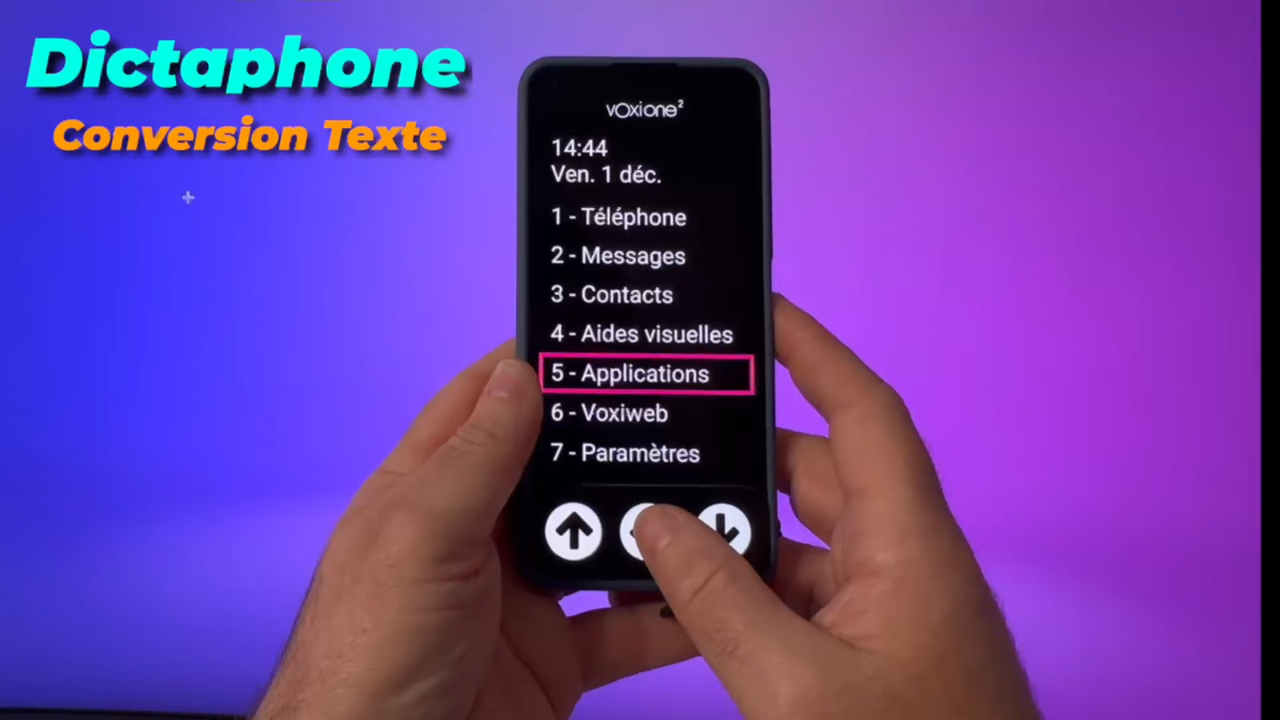 Dictaphone
Conversion Texte
vOxione²
14:44
Ven. 1 déc.
1 - Téléphone
2 - Messages
3 - Contacts
4 - Aides visuelles
5 - Applications
6 - Voxiweb
7 - Paramètres